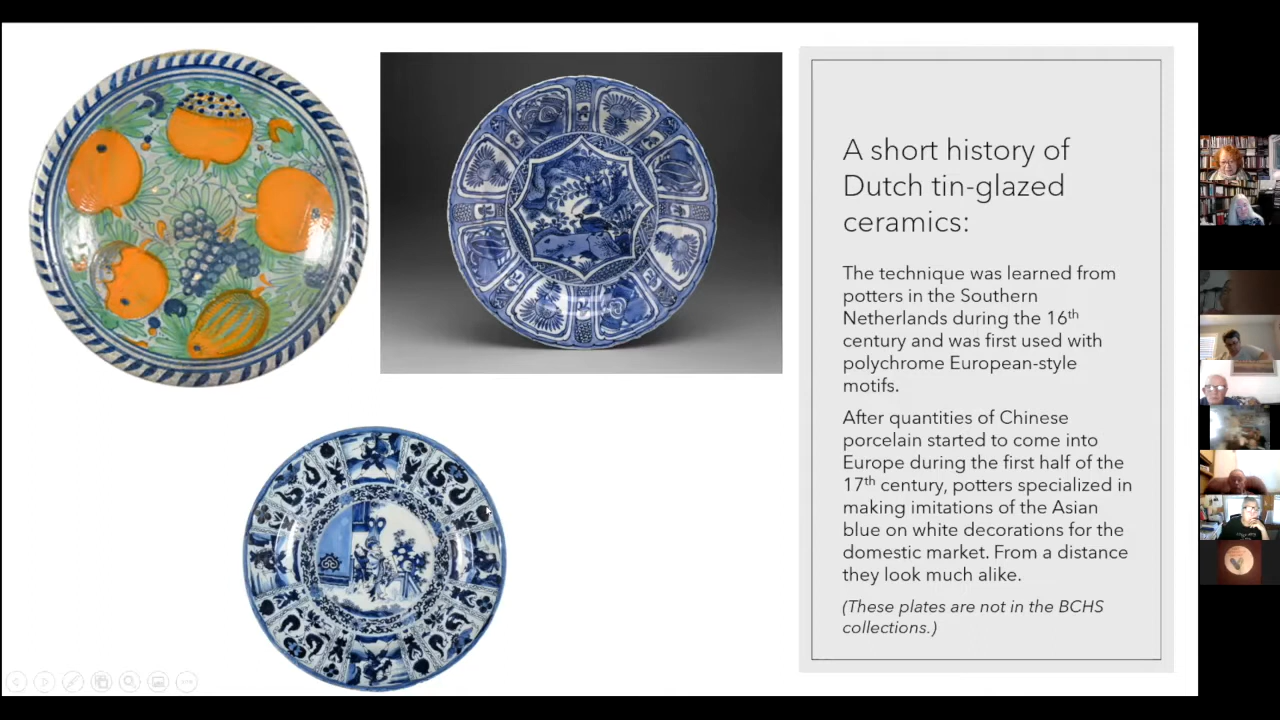 A short history of
Dutch tin-glazed
ceramics:
The technique was learned from
potters in the Southern
Netherlands during the 16th
century and was first used with
polychrome European-style
motifs.
After quantities of Chinese
porcelain started to come into
Europe during the first half of the
17th century, potters specialized in
making imitations of the Asian
blue on white decorations for the
domestic market. From a distance
they look much alike.
(These plates are not in the BCHS
collections.)